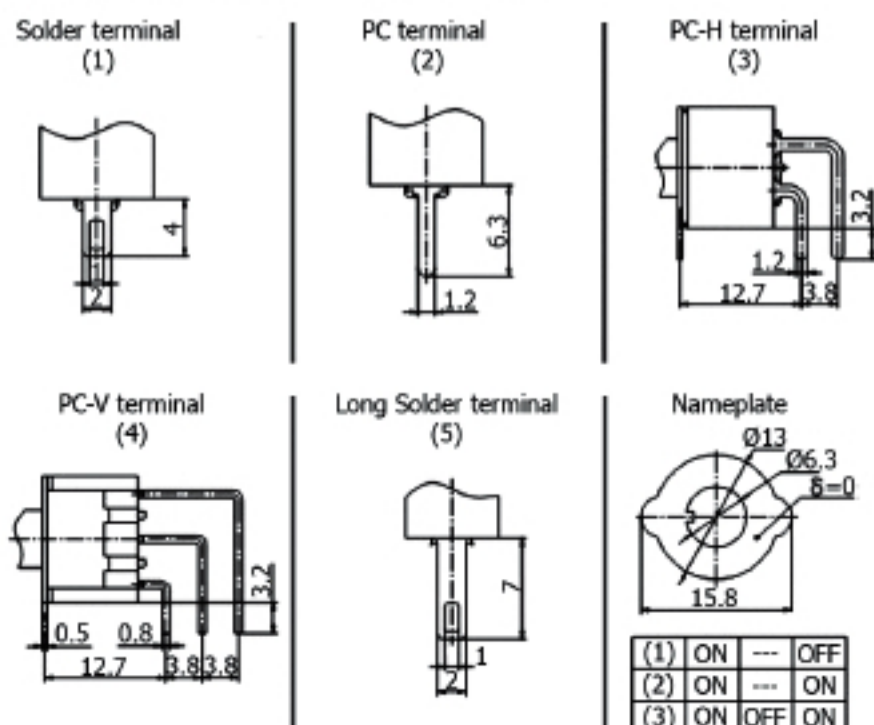 Solder terminal
(1)
4
2
PC terminal
(2)
6.3
1.2
PC-H terminal
(3)
3.2
1.2
12.7
3.8
PC-V terminal
(4)
3.2
0.5
0.8
12.7
3.8
3.8
Long Solder terminal
(5)
7
1
2
Nameplate
Ø13
Ø6.3
δ=0
15.8
(1) ON --- OFF
(2) ON --- ON
(3) ON OFF ON